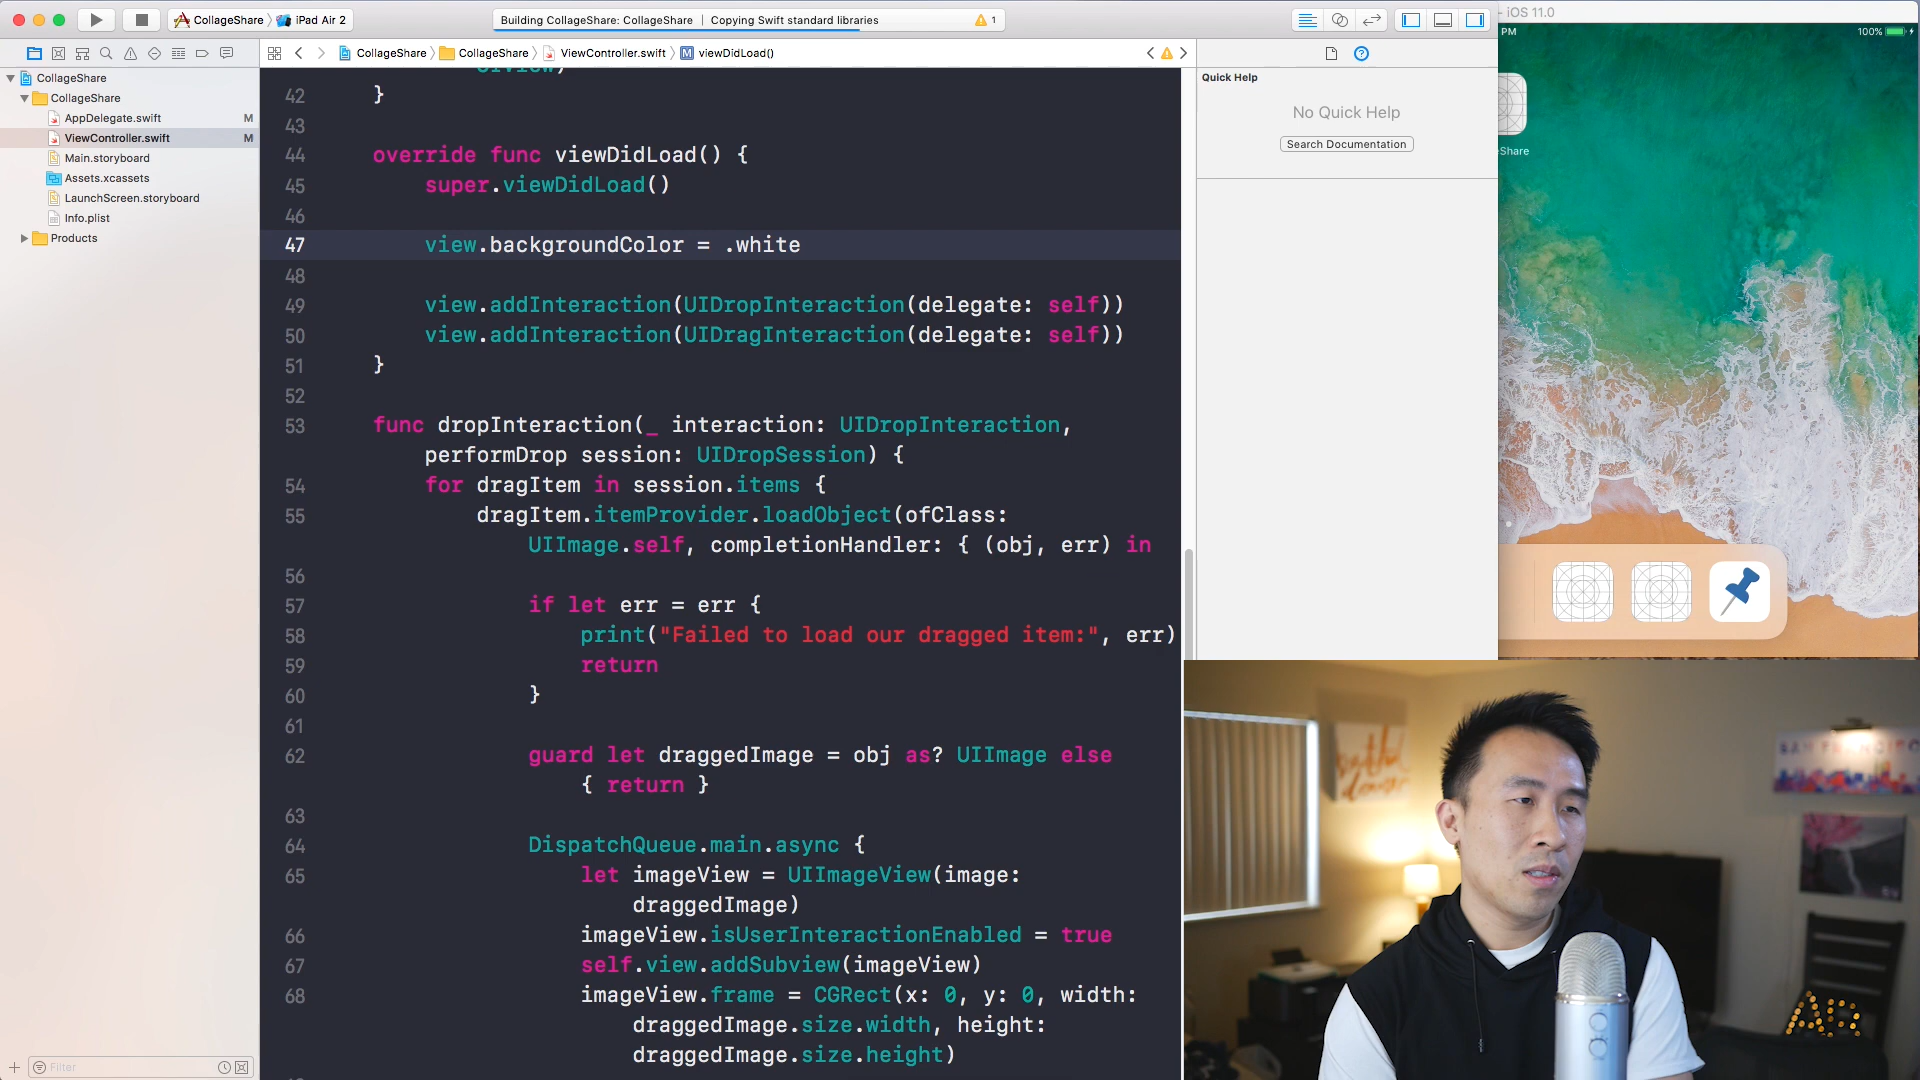 CollageShare
iPad Air 2
Building CollageShare: CollageShare | Copying Swift standard libraries
1
- iOS 11.0
PM
100%
CollageShare
CollageShare
ViewController.swift
M viewDidLoad()
CollageShare
CollageShare
AppDelegate.swift M
ViewController.swift M
Main.storyboard
Assets.xcassets
LaunchScreen.storyboard
Info.plist
Products
Filter
42 }
43
44 override func viewDidLoad() {
45 super.viewDidLoad()
46
47 view.backgroundColor = .white
48
49 view.addInteraction(UIDropInteraction(delegate: self))
50 view.addInteraction(UIDragInteraction(delegate: self))
51 }
52
53 func dropInteraction(_ interaction: UIDropInteraction,
performDrop session: UIDropSession) {
54 for dragItem in session.items {
55 dragItem.itemProvider.loadObject(ofClass:
UIImage.self, completionHandler: { (obj, err) in
56
57 if let err = err {
58 print("Failed to load our dragged item:", err)
59 return
60 }
61
62 guard let draggedImage = obj as? UIImage else
{ return }
63
64 DispatchQueue.main.async {
65 let imageView = UIImageView(image:
draggedImage)
66 imageView.isUserInteractionEnabled = true
67 self.view.addSubview(imageView)
68 imageView.frame = CGRect(x: 0, y: 0, width:
draggedImage.size.width, height:
draggedImage.size.height)
Quick Help
No Quick Help
Search Documentation
eShare
SAN FRANCISCO
AB